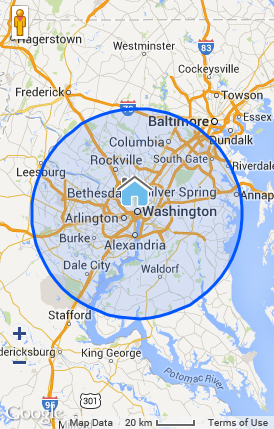 Hagerstown
Westminster
83
Cockeysville
Frederick
70
Towson
Essex
Baltimore
Dundalk
Columbia
Leesburg
Rockville
South Gate
Riverdale
Bethesda
Silver Spring
Annap
Arlington
Washington
Burke
Alexandria
Dale City
Waldorf
Stafford
+
−
dericksburg
King George
Potomac River
95
301
Google
Map Data
20 km
Terms of Use